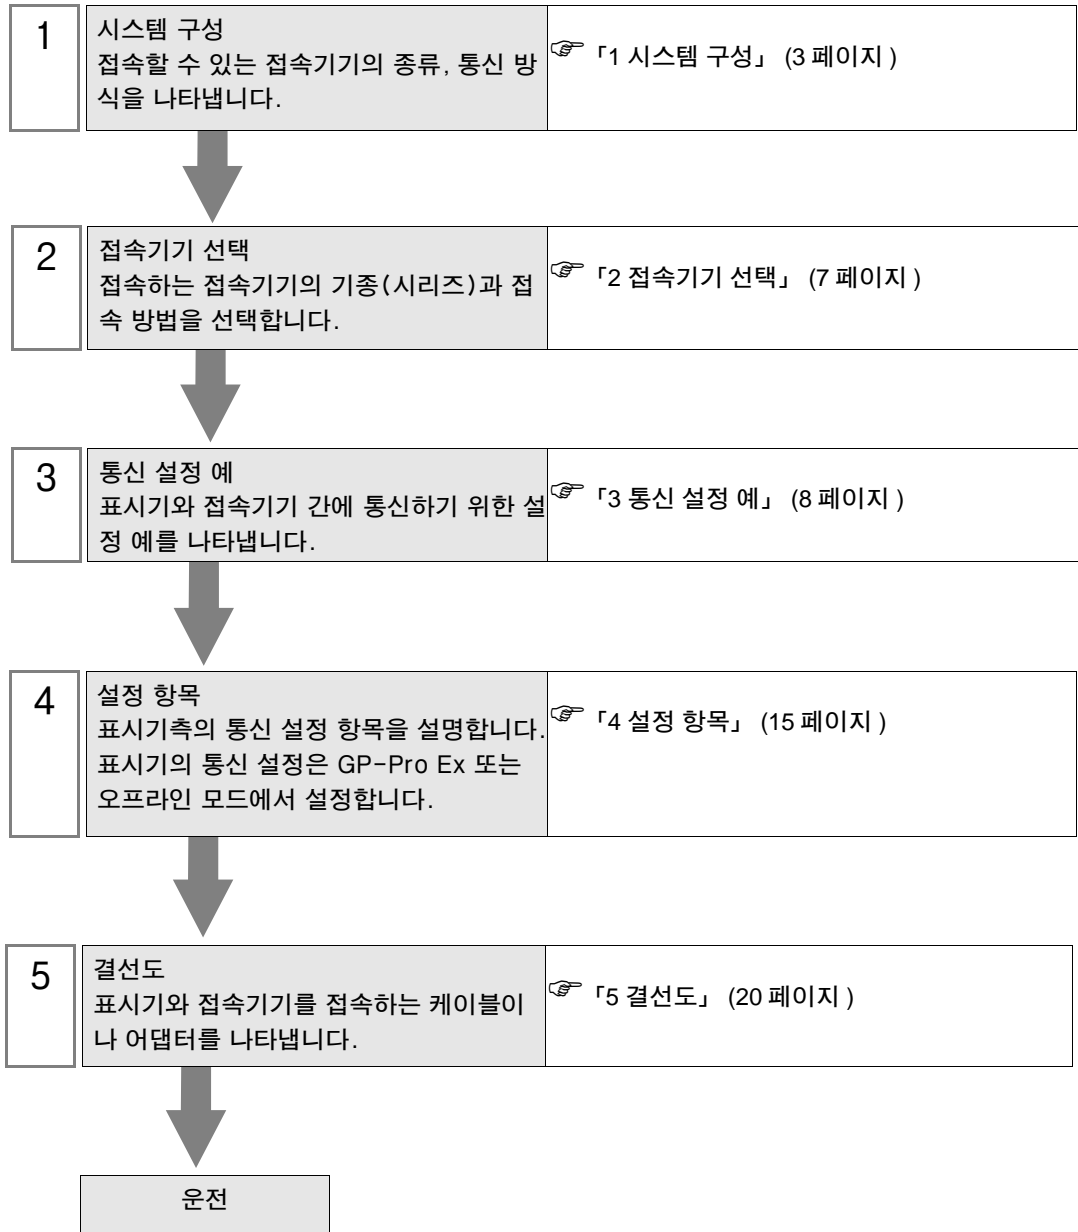 1
시스템 구성
접속할 수 있는 접속기기의 종류, 통신 방
식을 나타냅니다.
☞ 「1 시스템 구성」 (3 페이지 )
2
접속기기 선택
접속하는 접속기기의 기종(시리즈)과 접
속 방법을 선택합니다.
☞ 「2 접속기기 선택」 (7 페이지 )
3
통신 설정 예
표시기와 접속기기 간에 통신하기 위한 설
정 예를 나타냅니다.
☞ 「3 통신 설정 예」 (8 페이지 )
4
설정 항목
표시기측의 통신 설정 항목을 설명합니다.
표시기의 통신 설정은 GP-Pro Ex 또는
오프라인 모드에서 설정합니다.
☞ 「4 설정 항목」 (15 페이지 )
5
결선도
표시기와 접속기기를 접속하는 케이블이
나 어댑터를 나타냅니다.
☞ 「5 결선도」 (20 페이지 )
운전